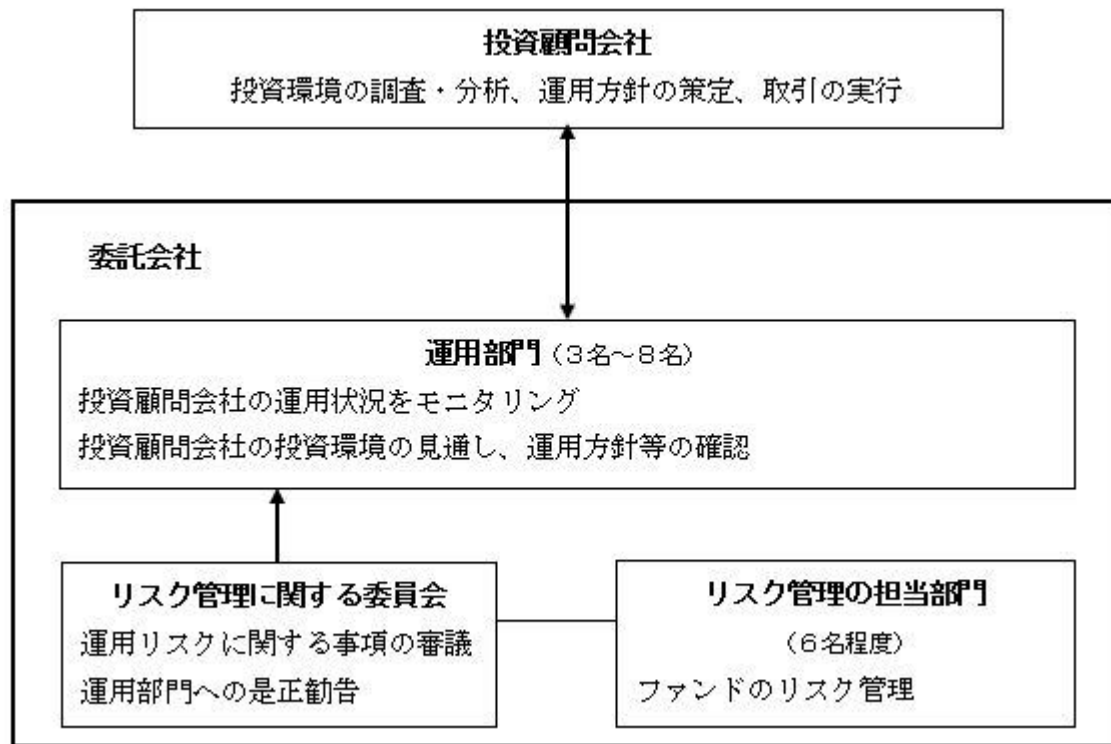 投資顧問会社
投資環境の調査・分析、運用方針の策定、取引の実行
委託会社
運用部門（３名～８名）
投資顧問会社の運用状況をモニタリング
投資顧問会社の投資環境の見通し、運用方針等の確認
リスク管理に関する委員会
運用リスクに関する事項の審議
運用部門への是正勧告
リスク管理の担当部門
（６名程度）
ファンドのリスク管理